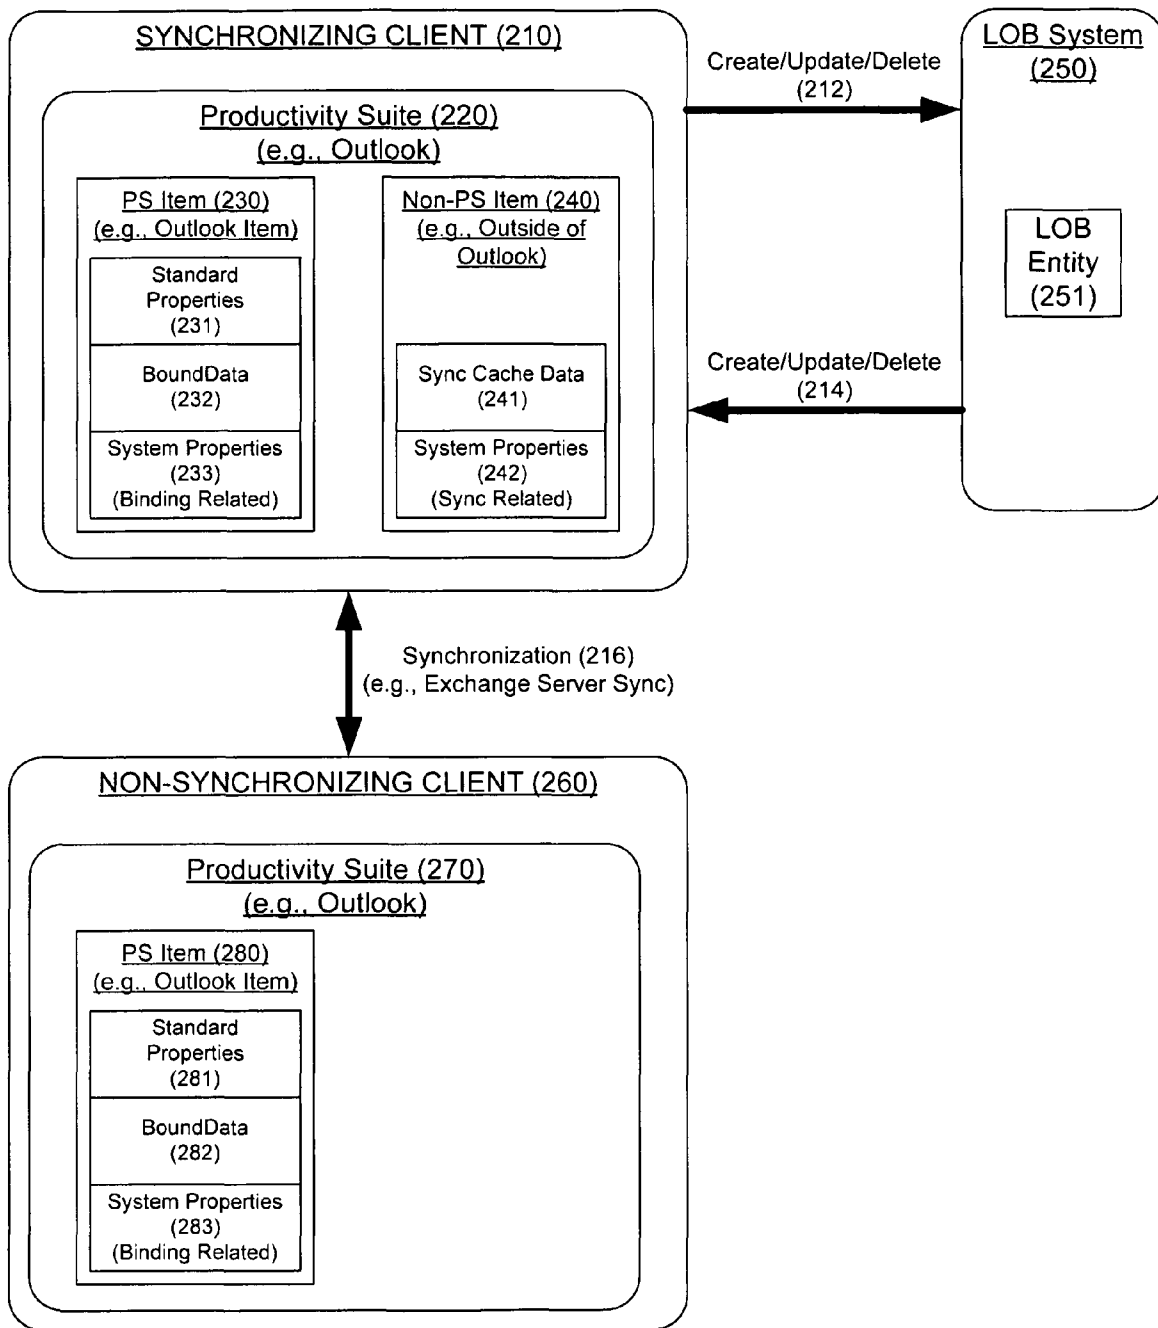 SYNCHRONIZING CLIENT (210)
Productivity Suite (220)
(e.g., Outlook)
PS Item (230)
(e.g., Outlook Item)
Standard
Properties
(231)
BoundData
(232)
System Properties
(233)
(Binding Related)
Non-PS Item (240)
(e.g., Outside of
Outlook)
Sync Cache Data
(241)
System Properties
(242)
(Sync Related)
Create/Update/Delete
(212)
Create/Update/Delete
(214)
LOB System
(250)
LOB
Entity
(251)
Synchronization (216)
(e.g., Exchange Server Sync)
NON-SYNCHRONIZING CLIENT (260)
Productivity Suite (270)
(e.g., Outlook)
PS Item (280)
(e.g., Outlook Item)
Standard
Properties
(281)
BoundData
(282)
System Properties
(283)
(Binding Related)